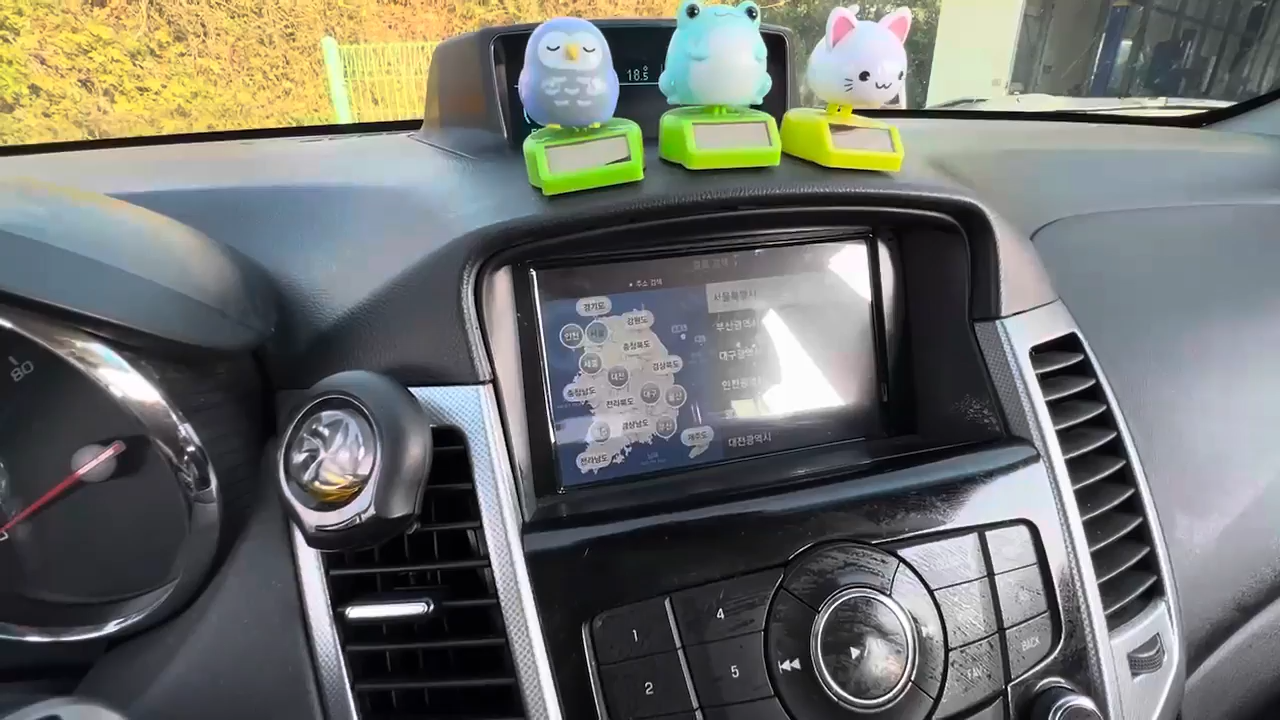 18.5°
주소 검색
경기도
강원도
인천
서울
서울특별시
부산광역시
충청북도
대구광역시
세종
경상북도
대전
인천광역시
충청남도
전라북도
대구
울산
경상남도
부산
제주도
대전광역시
전라남도
80
1
4
2
5
BACK
FAV